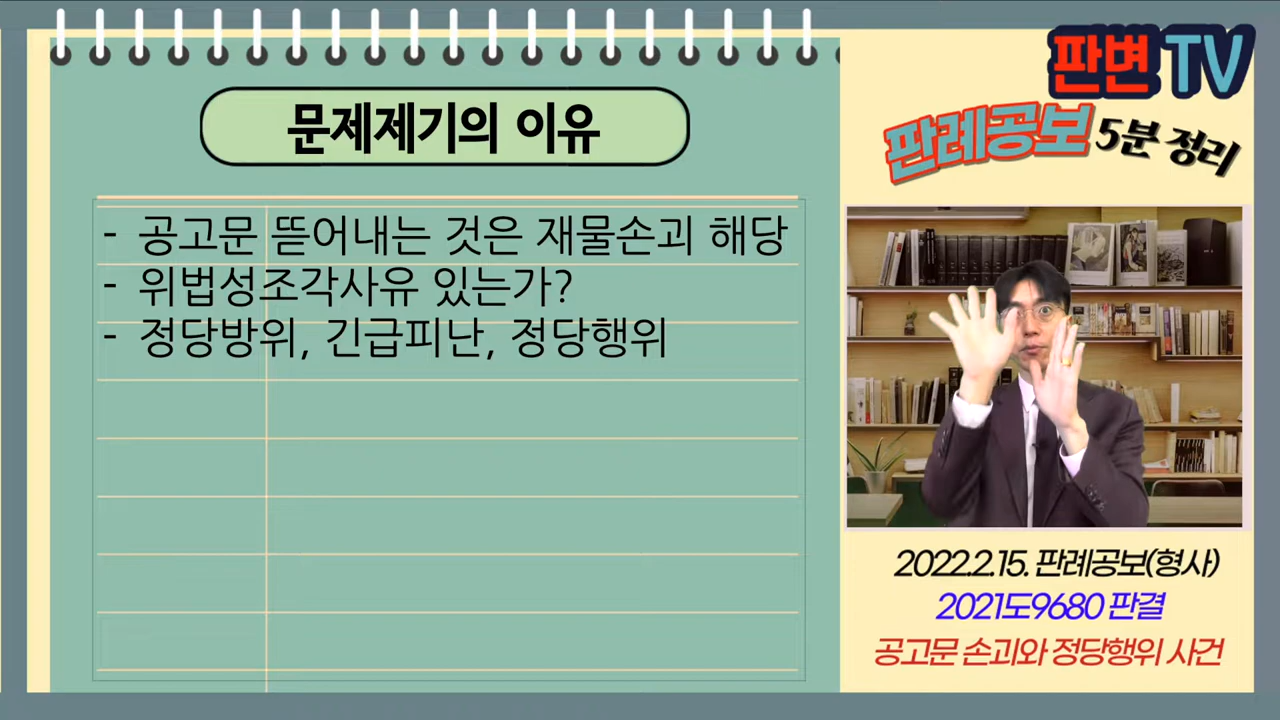 문제제기의 이유
- 공고문 뜯어내는 것은 재물손괴 해당
- 위법성조각사유 있는가?
- 정당방위, 긴급피난, 정당행위
판변 TV
판례공보 5분 정리
2022.2.15. 판례공보(형사)
2021도9680 판결
공고문 손괴와 정당행위 사건